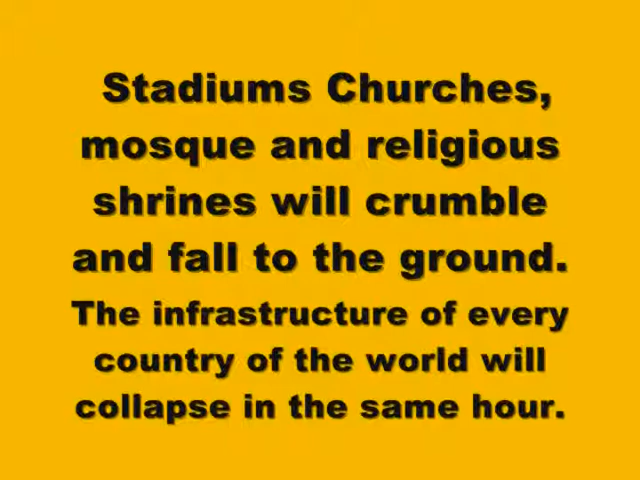 Stadiums Churches,
mosque and religious
shrines will crumble
and fall to the ground.
The infrastructure of every
country of the world will
collapse in the same hour.